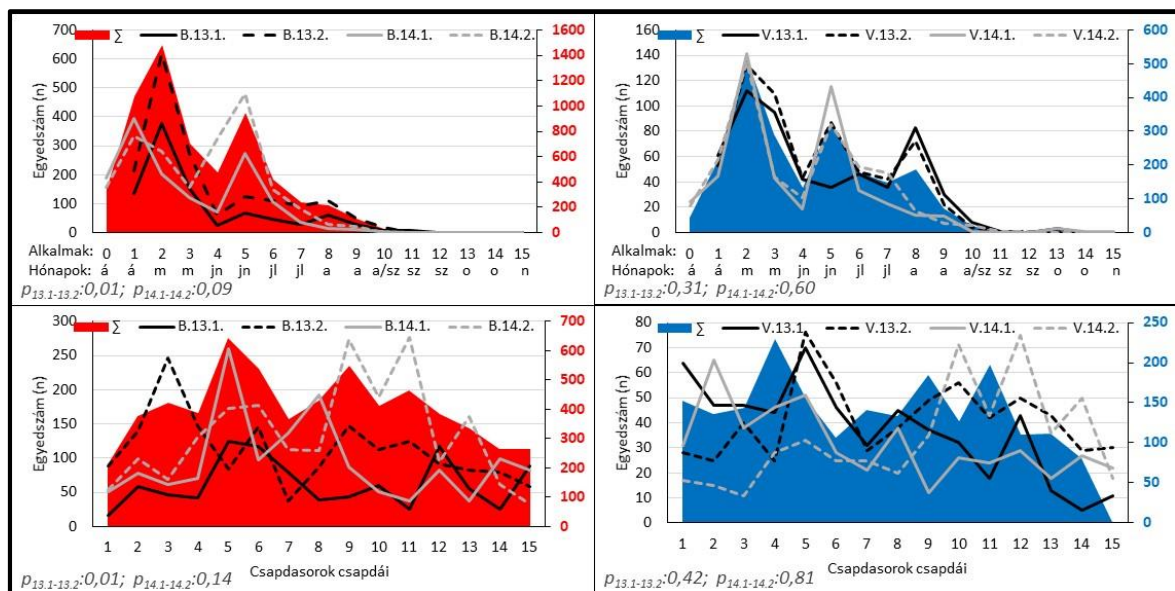 ∑ B.13.1. B.13.2. B.14.1. B.14.2.
Egyedszám (n)
700 600 500 400 300 200 100 0
1600 1400 1200 1000 800 600 400 200 0
Alkalmak: 0 1 2 3 4 5 6 7 8 9 10 11 12 13 14 15
Hónapok: á á m m jn jn jl jl a a a/sz sz sz o o n
p13.1-13.2:0,01; p14.1-14.2:0,09
∑ V.13.1. V.13.2. V.14.1. V.14.2.
Egyedszám (n)
160 140 120 100 80 60 40 20 0
600 500 400 300 200 100 0
Alkalmak: 0 1 2 3 4 5 6 7 8 9 10 11 12 13 14 15
Hónapok: á á m m jn jn jl jl a a a/sz sz sz o o n
p13.1-13.2:0,31; p14.1-14.2:0,60
∑ B.13.1. B.13.2. B.14.1. B.14.2.
Egyedszám (n)
300 250 200 150 100 50 0
700 600 500 400 300 200 100 0
1 2 3 4 5 6 7 8 9 10 11 12 13 14 15
Csapdasorok csapdái
p13.1-13.2:0,01; p14.1-14.2:0,14
∑ V.13.1. V.13.2. V.14.1. V.14.2.
Egyedszám (n)
80 70 60 50 40 30 20 10 0
250 200 150 100 50 0
1 2 3 4 5 6 7 8 9 10 11 12 13 14 15
Csapdasorok csapdái
p13.1-13.2:0,42; p14.1-14.2:0,81